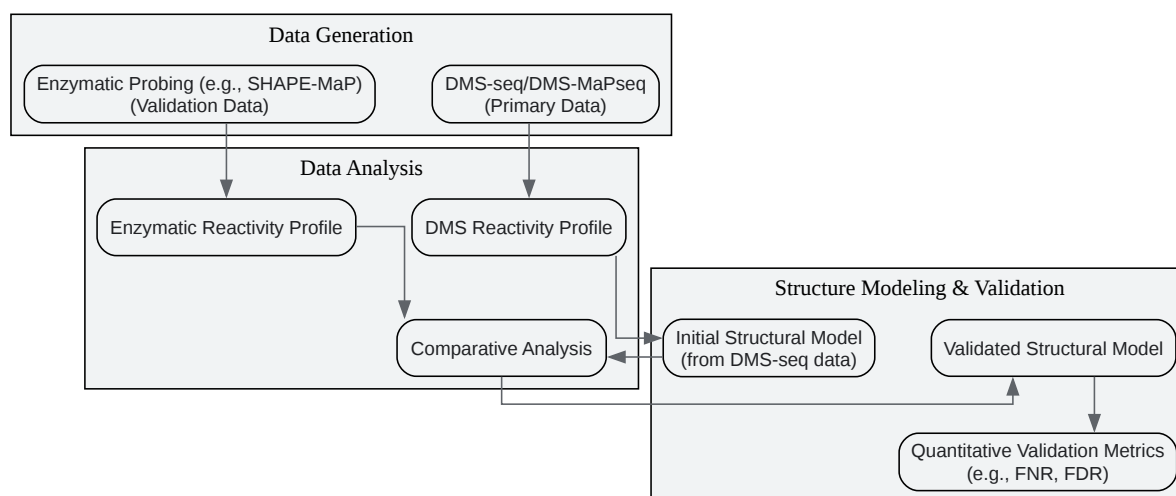 Data Generation
Enzymatic Probing (e.g., SHAPE-MaP)
(Validation Data)
DMS-seq/DMS-MaPseq
(Primary Data)
Data Analysis
Enzymatic Reactivity Profile
DMS Reactivity Profile
Comparative Analysis
Structure Modeling & Validation
Initial Structural Model
(from DMS-seq data)
Validated Structural Model
Quantitative Validation Metrics
(e.g., FNR, FDR)